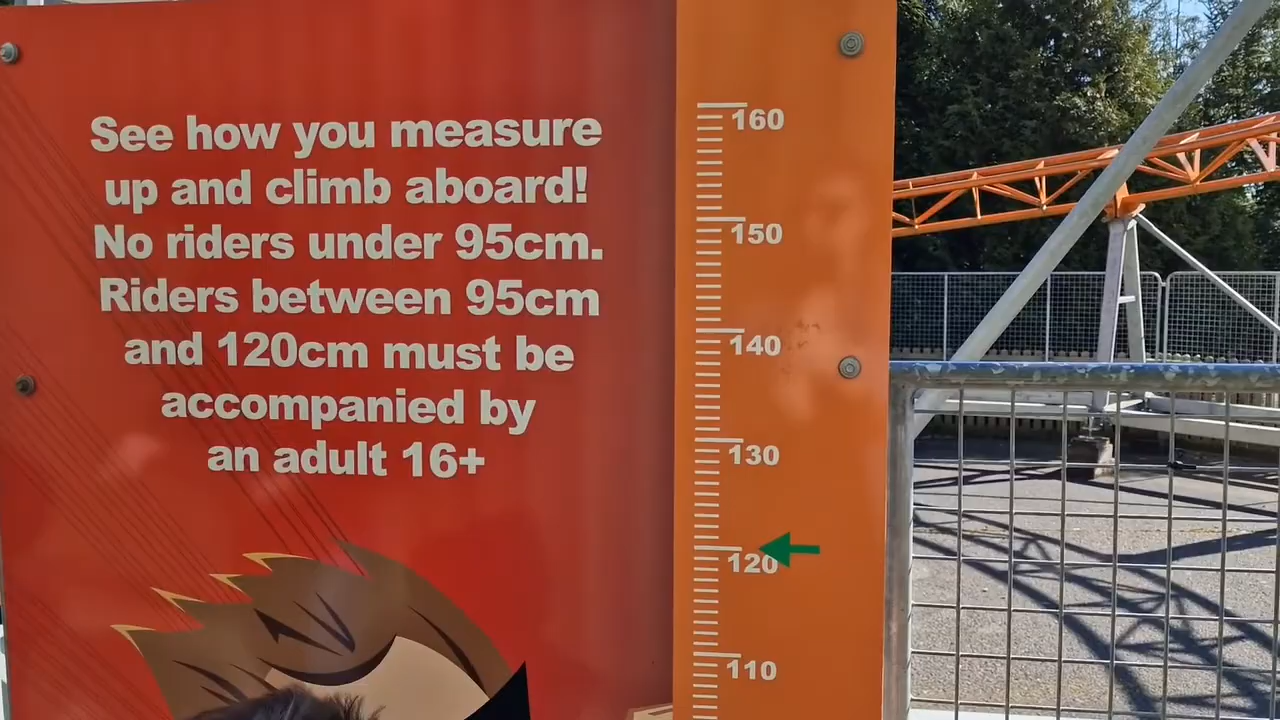 See how you measure
up and climb aboard!
No riders under 95cm.
Riders between 95cm
and 120cm must be
accompanied by
an adult 16+
160
150
140
130
120
110